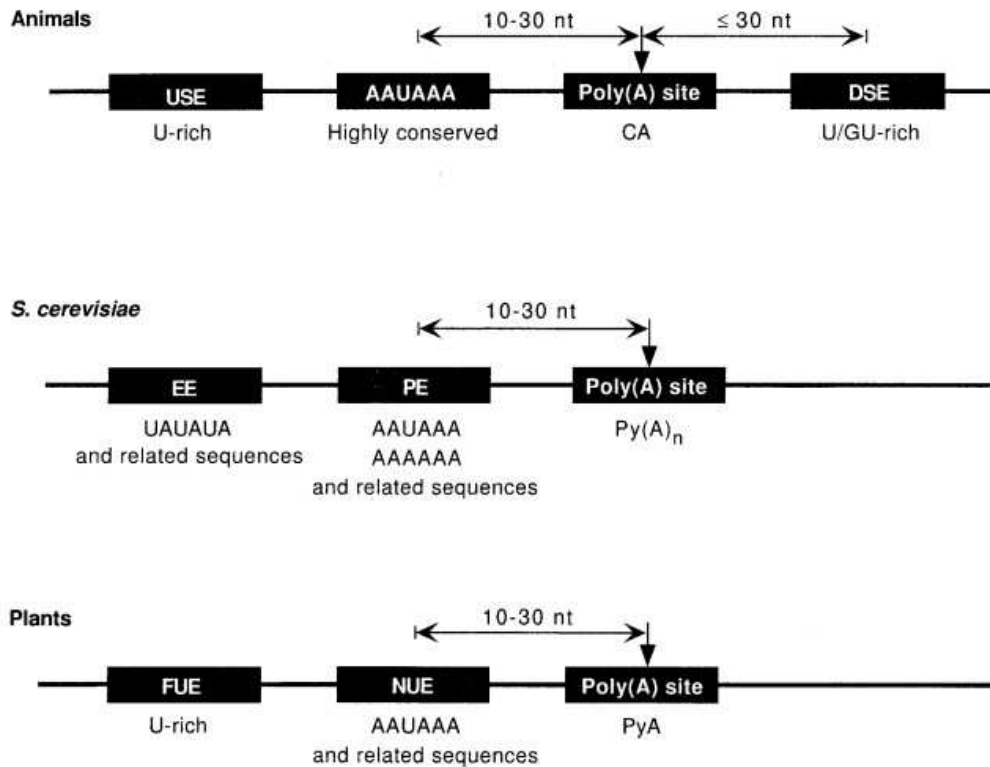 Animals
10-30 nt
≤ 30 nt
USE
AAUAAA
Poly(A) site
DSE
U-rich
Highly conserved
CA
U/GU-rich
S. cerevisiae
10-30 nt
EE
PE
Poly(A) site
UAUAUA
and related sequences
AAUAAA
AAAAAA
and related sequences
Py(A)n
Plants
10-30 nt
FUE
NUE
Poly(A) site
U-rich
AAUAAA
and related sequences
PyA